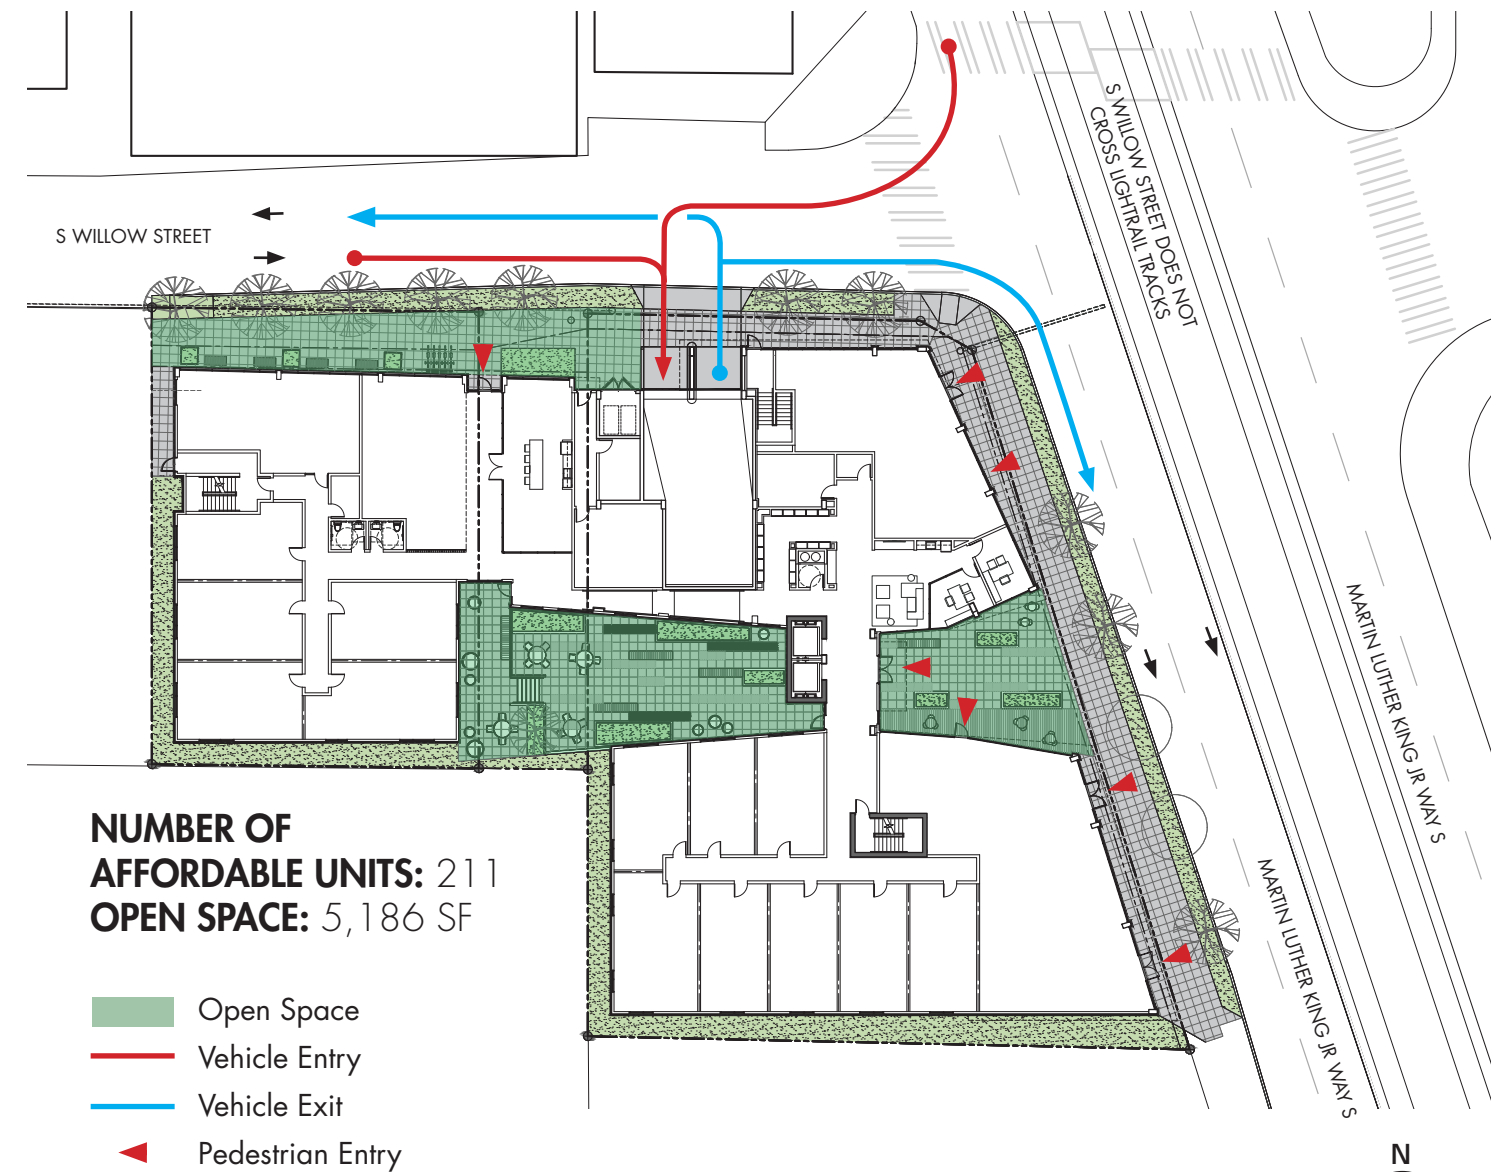 S WILLOW STREET DOES NOT
CROSS LIGHTRAIL TRACKS
S WILLOW STREET
MARTIN LUTHER KING JR WAY S
MARTIN LUTHER KING JR WAY S
NUMBER OF
AFFORDABLE UNITS: 211
OPEN SPACE: 5,186 SF
Open Space
Vehicle Entry
Vehicle Exit
Pedestrian Entry
N